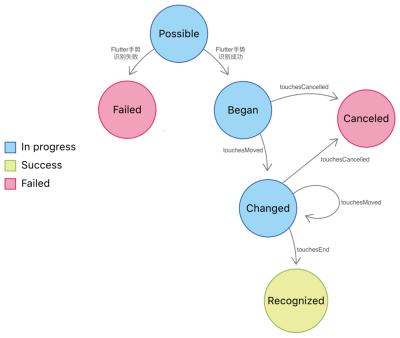 Possible
Flutter手势
识别失败
Flutter手势
识别成功
Failed
Began
touchesCancelled
Canceled
touchesMoved
touchesCancelled
In progress
Success
Failed
Changed
touchesMoved
touchesEnd
Recognized